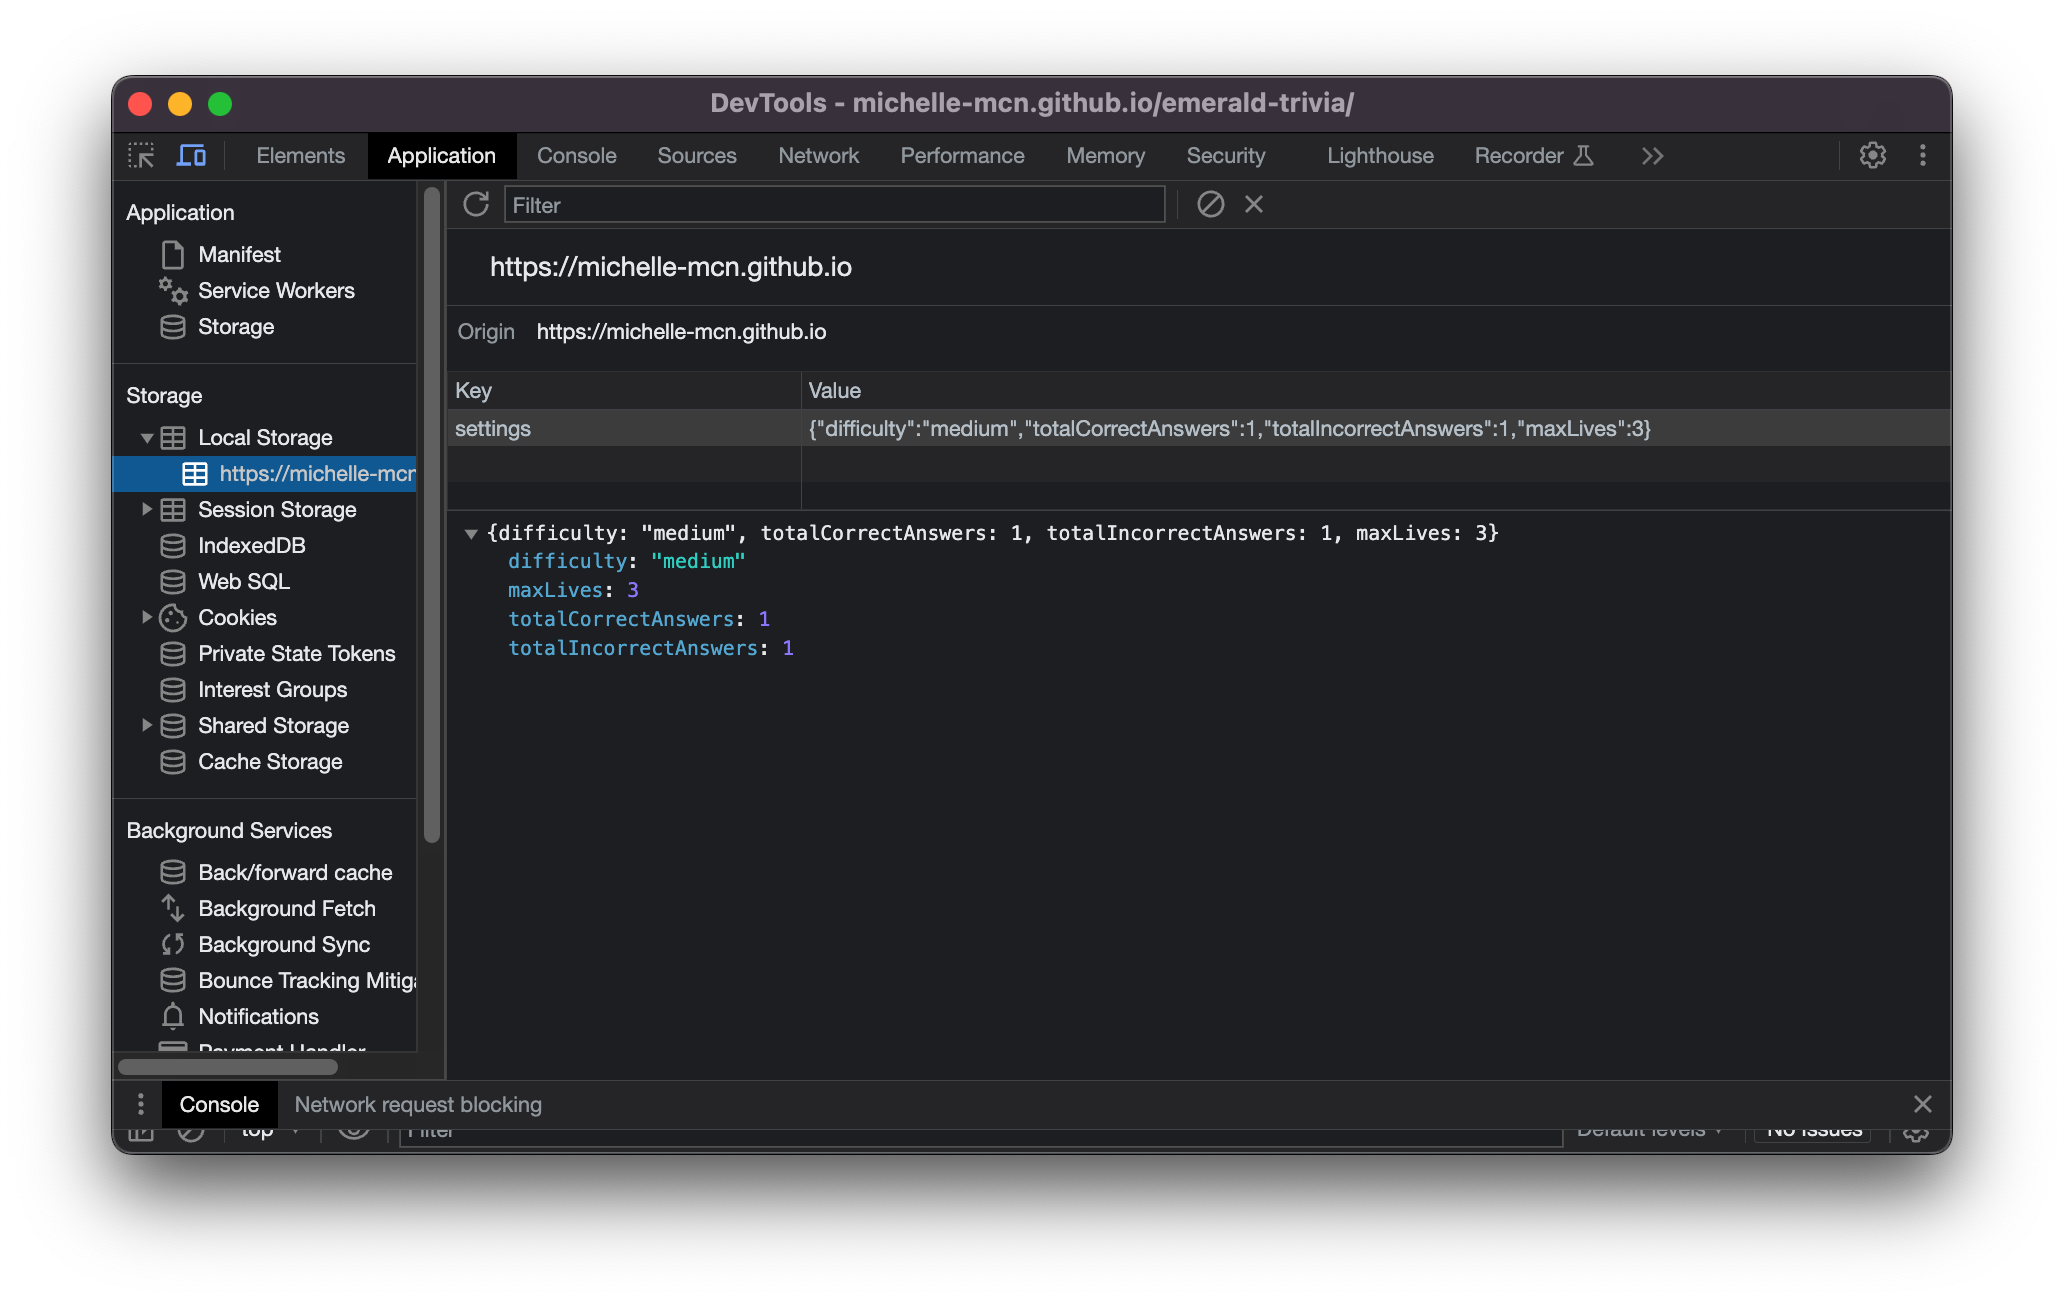 DevTools - michelle-mcn.github.io/emerald-trivia/
Elements Application Console Sources Network Performance Memory Security Lighthouse Recorder
Application
Manifest
Service Workers
Storage
Storage
Local Storage
https://michelle-mcn
Session Storage
IndexedDB
Web SQL
Cookies
Private State Tokens
Interest Groups
Shared Storage
Cache Storage
Background Services
Back/forward cache
Background Fetch
Background Sync
Bounce Tracking Mitiga
Notifications
Payment Handler
Filter
https://michelle-mcn.github.io
Origin https://michelle-mcn.github.io
Key Value
settings {"difficulty":"medium","totalCorrectAnswers":1,"totalIncorrectAnswers":1,"maxLives":3}
{difficulty: "medium", totalCorrectAnswers: 1, totalIncorrectAnswers: 1, maxLives: 3}
difficulty: "medium"
maxLives: 3
totalCorrectAnswers: 1
totalIncorrectAnswers: 1
Console Network request blocking
top Filter Default levels No Issues